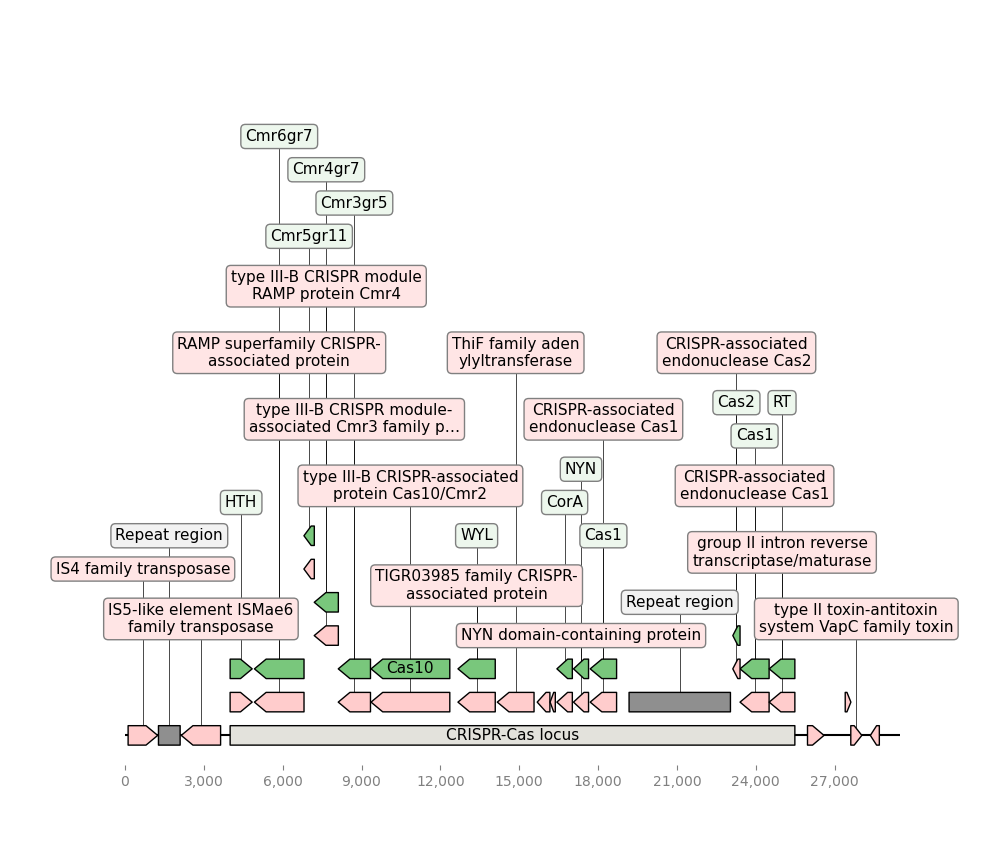 Cmr6gr7
Cmr4gr7
Cmr3gr5
Cmr5gr11
type III-B CRISPR module
RAMP protein Cmr4
RAMP superfamily CRISPR-
associated protein
ThiF family aden
ylyltransferase
CRISPR-associated
endonuclease Cas2
type III-B CRISPR module-
associated Cmr3 family p...
CRISPR-associated
endonuclease Cas1
Cas2
RT
Cas1
type III-B CRISPR-associated
protein Cas10/Cmr2
NYN
CRISPR-associated
endonuclease Cas1
HTH
CorA
Repeat region
WYL
Cas1
group II intron reverse
transcriptase/maturase
IS4 family transposase
TIGR03985 family CRISPR-
associated protein
Repeat region
IS5-like element ISMae6
family transposase
NYN domain-containing protein
type II toxin-antitoxin
system VapC family toxin
Cas10
CRISPR-Cas locus
0 3,000 6,000 9,000 12,000 15,000 18,000 21,000 24,000 27,000